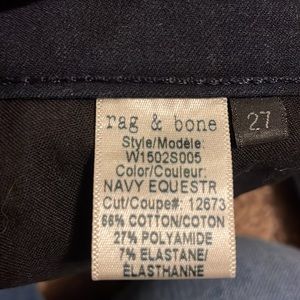 rag & bone
27
Style/Modèle:
W1502S005
Color/Couleur:
NAVY EQUESTR
Cut/Coupe#: 12673
66% COTTON/COTON
27% POLYAMIDE
7% ELASTANE/
ÉLASTHANNE